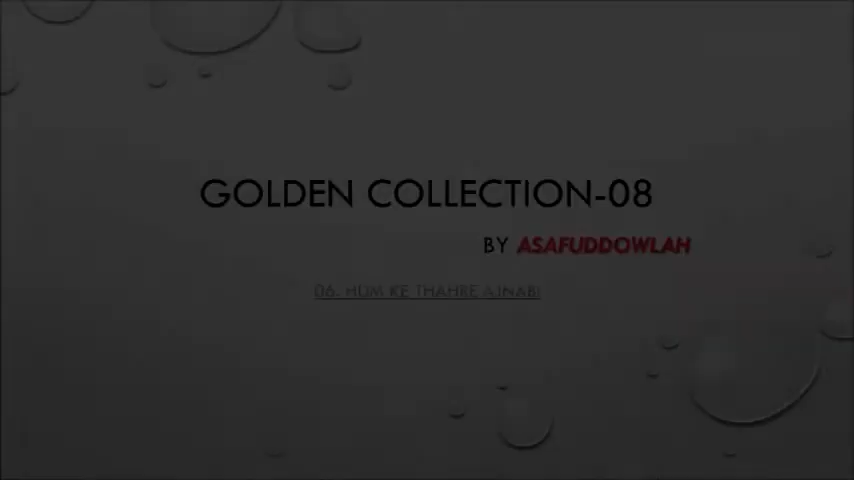 GOLDEN COLLECTION-08
BY ASAFUDDOWLAH
06. HUM KE THAHRE AJNABI